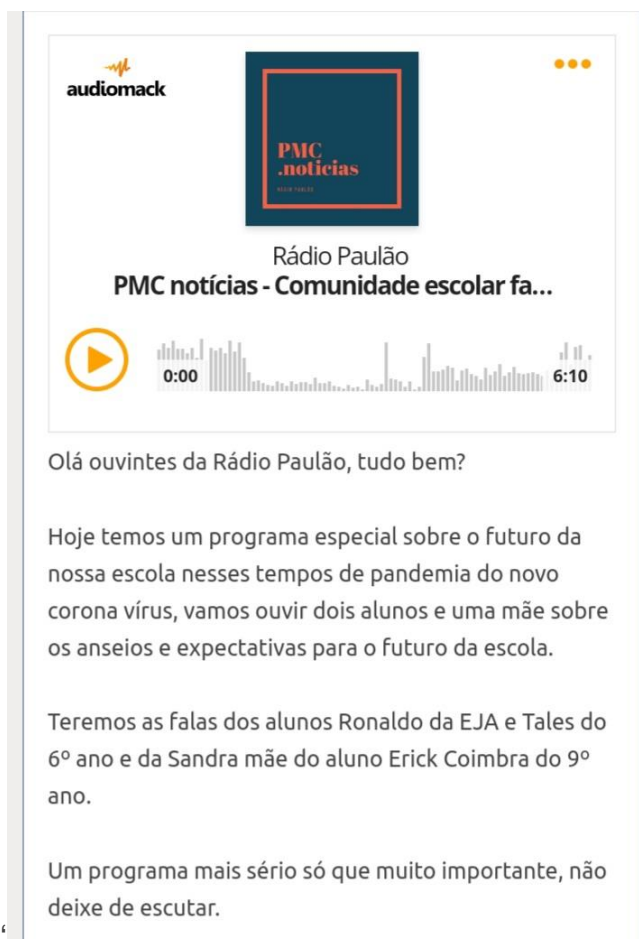 audiomack
PMC
.noticias
RÁDIO PAULÃO
Rádio Paulão
PMC notícias - Comunidade escolar fa...
0:00
6:10
Olá ouvintes da Rádio Paulão, tudo bem?
Hoje temos um programa especial sobre o futuro da
nossa escola nesses tempos de pandemia do novo
corona vírus, vamos ouvir dois alunos e uma mãe sobre
os anseios e expectativas para o futuro da escola.
Teremos as falas dos alunos Ronaldo da EJA e Tales do
6º ano e da Sandra mãe do aluno Erick Coimbra do 9º
ano.
Um programa mais sério só que muito importante, não
deixe de escutar.